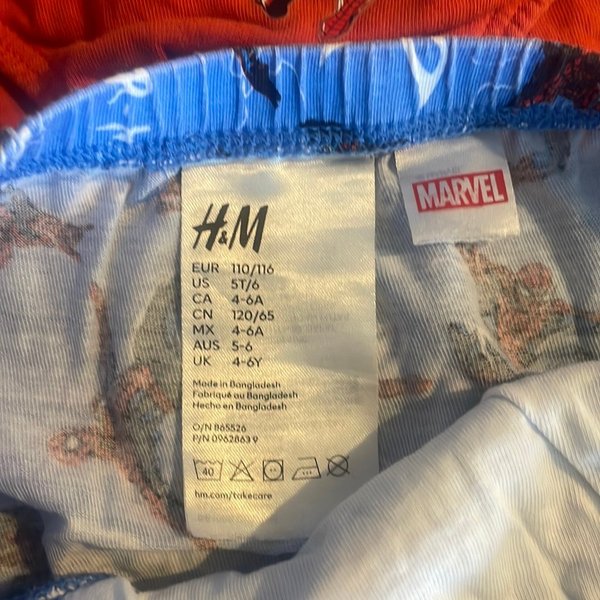 H&M
EUR 110/116
US 5T/6
CA 4-6A
CN 120/65
MX 4-6A
AUS 5-6
UK 4-6Y
Made in Bangladesh
Fabriqué au Bangladesh
Hecho en Bangladesh
O/N 865526
P/N 0962863 9
40
hm.com/takecare
MARVEL